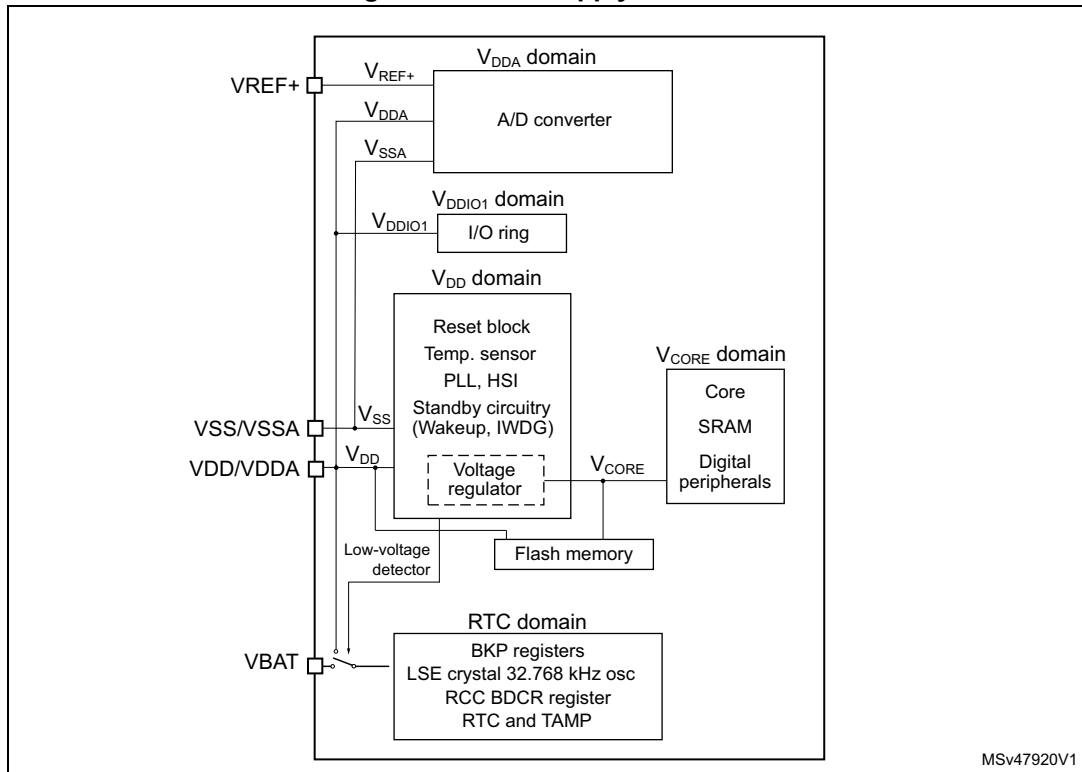 VDDA domain
VREF+
VREF+
VDDA
A/D converter
VSSA
VDDIO1 domain
VDDIO1
I/O ring
VDD domain
Reset block
Temp. sensor
PLL, HSI
Standby circuitry
(Wakeup, IWDG)
Voltage
regulator
VCORE domain
Core
SRAM
Digital
peripherals
VSS/VSSA
VSS
VDD/VDDA
VDD
VCORE
Low-voltage
detector
Flash memory
RTC domain
VBAT
BKP registers
LSE crystal 32.768 kHz osc
RCC BDCR register
RTC and TAMP
MSv47920V1